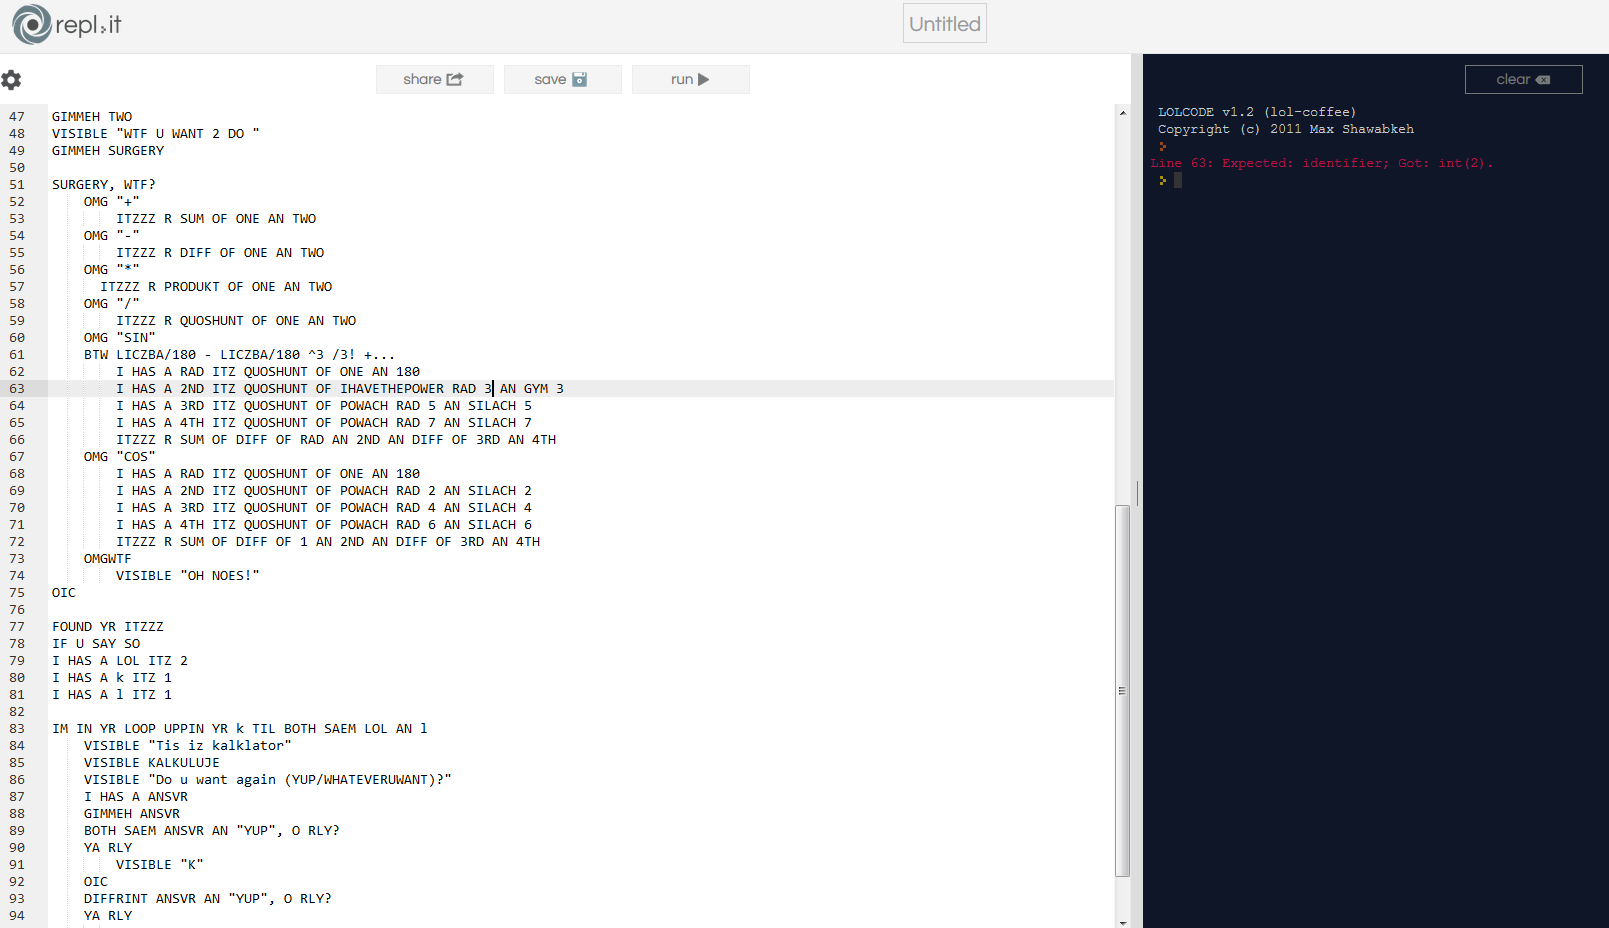 repl.it
Untitled
share
save
run
clear
47 GIMMEH TWO
48 VISIBLE "WTF U WANT 2 DO "
49 GIMMEH SURGERY
50
51 SURGERY, WTF?
52 OMG "+"
53 ITZZZ R SUM OF ONE AN TWO
54 OMG "-"
55 ITZZZ R DIFF OF ONE AN TWO
56 OMG "*"
57 ITZZZ R PRODUKT OF ONE AN TWO
58 OMG "/"
59 ITZZZ R QUOSHUNT OF ONE AN TWO
60 OMG "SIN"
61 BTW LICZBA/180 - LICZBA/180 ^3 /3! +...
62 I HAS A RAD ITZ QUOSHUNT OF ONE AN 180
63 I HAS A 2ND ITZ QUOSHUNT OF IHAVETHEPOWER RAD 3 AN GYM 3
64 I HAS A 3RD ITZ QUOSHUNT OF POWACH RAD 5 AN SILACH 5
65 I HAS A 4TH ITZ QUOSHUNT OF POWACH RAD 7 AN SILACH 7
66 ITZZZ R SUM OF DIFF OF RAD AN 2ND AN DIFF OF 3RD AN 4TH
67 OMG "COS"
68 I HAS A RAD ITZ QUOSHUNT OF ONE AN 180
69 I HAS A 2ND ITZ QUOSHUNT OF POWACH RAD 2 AN SILACH 2
70 I HAS A 3RD ITZ QUOSHUNT OF POWACH RAD 4 AN SILACH 4
71 I HAS A 4TH ITZ QUOSHUNT OF POWACH RAD 6 AN SILACH 6
72 ITZZZ R SUM OF DIFF OF 1 AN 2ND AN DIFF OF 3RD AN 4TH
73 OMGWTF
74 VISIBLE "OH NOES!"
75 OIC
76
77 FOUND YR ITZZZ
78 IF U SAY SO
79 I HAS A LOL ITZ 2
80 I HAS A k ITZ 1
81 I HAS A l ITZ 1
82
83 IM IN YR LOOP UPPIN YR k TIL BOTH SAEM LOL AN l
84 VISIBLE "Tis iz kalklator"
85 VISIBLE KALKULUJE
86 VISIBLE "Do u want again (YUP/WHATEVERUWANT)?"
87 I HAS A ANSVR
88 GIMMEH ANSVR
89 BOTH SAEM ANSVR AN "YUP", O RLY?
90 YA RLY
91 VISIBLE "K"
92 OIC
93 DIFFRINT ANSVR AN "YUP", O RLY?
94 YA RLY
LOLCODE v1.2 (lol-coffee)
Copyright (c) 2011 Max Shawabkeh
>
Line 63: Expected: identifier; Got: int(2).
>